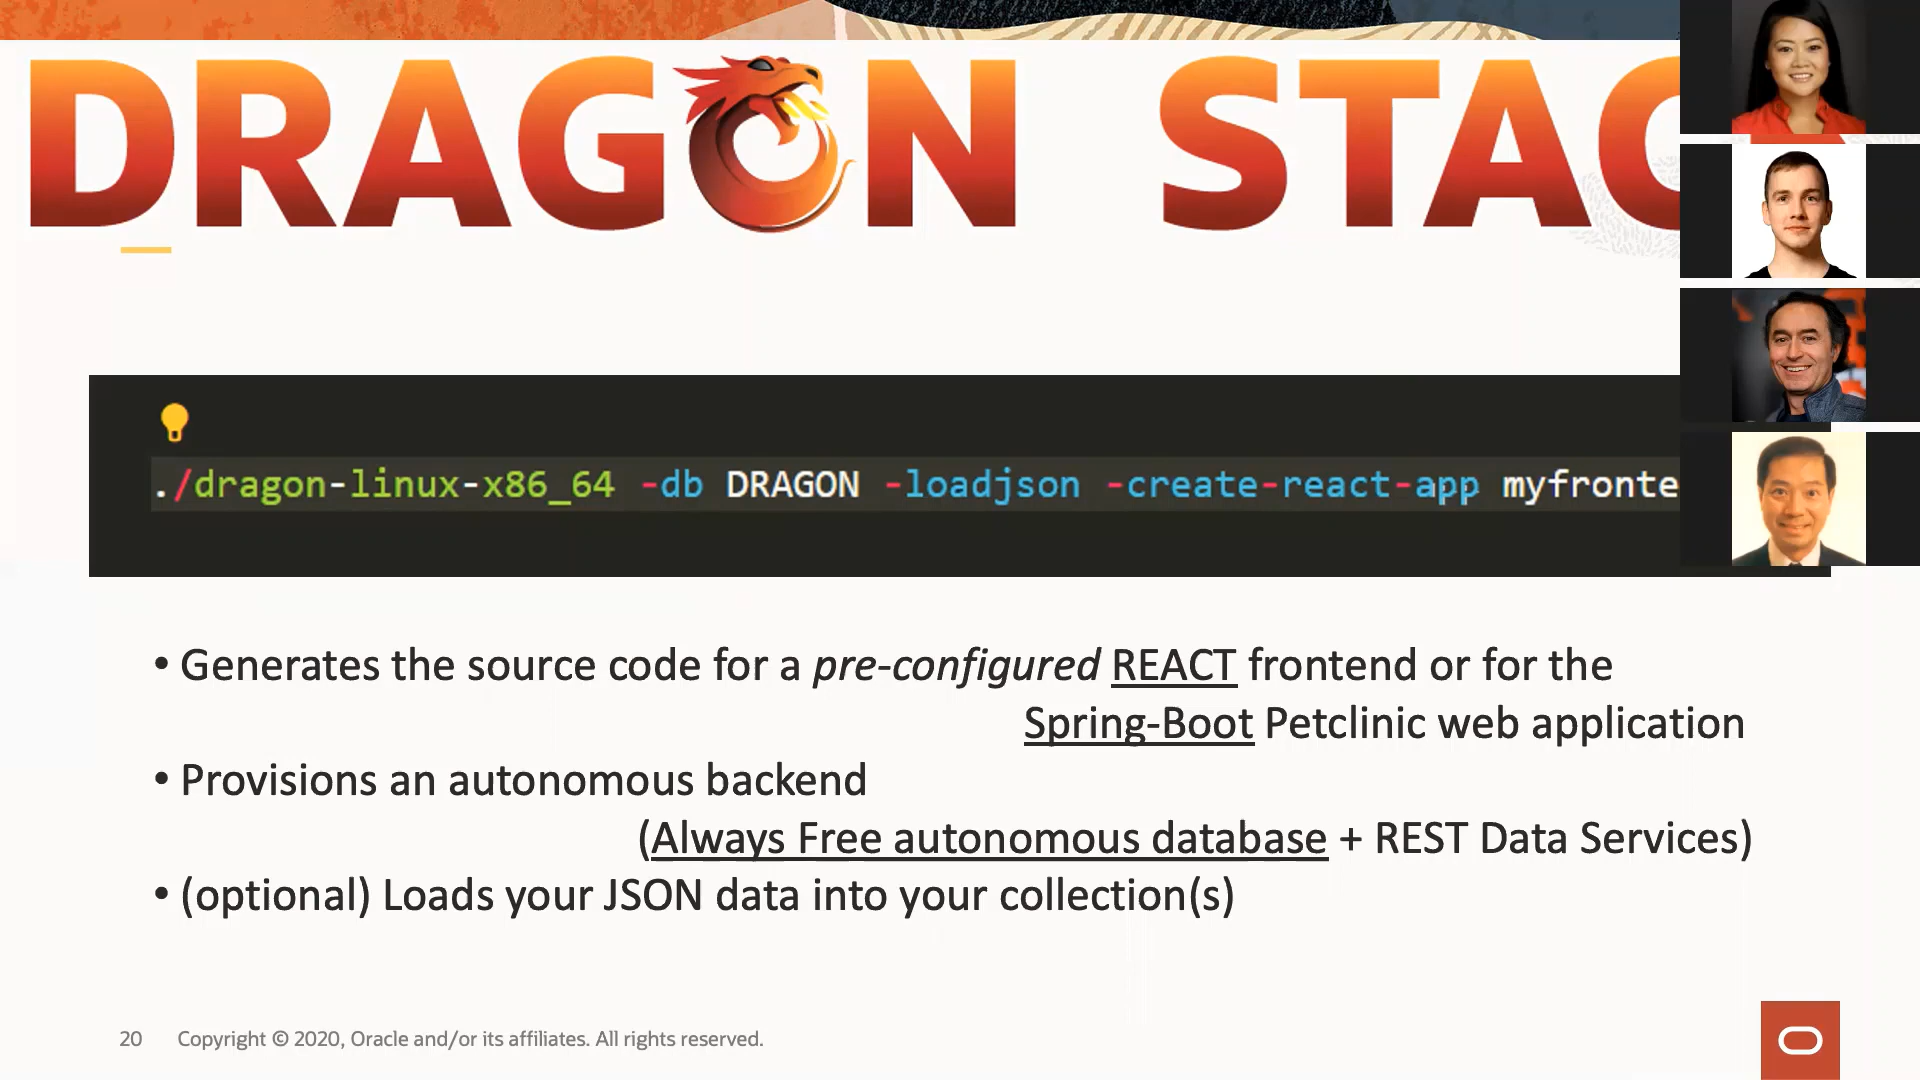 DRAGON STAC
./dragon-linux-x86_64 -db DRAGON -loadjson -create-react-app myfronte
• Generates the source code for a pre-configured REACT frontend or for the
Spring-Boot Petclinic web application
• Provisions an autonomous backend
(Always Free autonomous database + REST Data Services)
• (optional) Loads your JSON data into your collection(s)
20 Copyright © 2020, Oracle and/or its affiliates. All rights reserved.